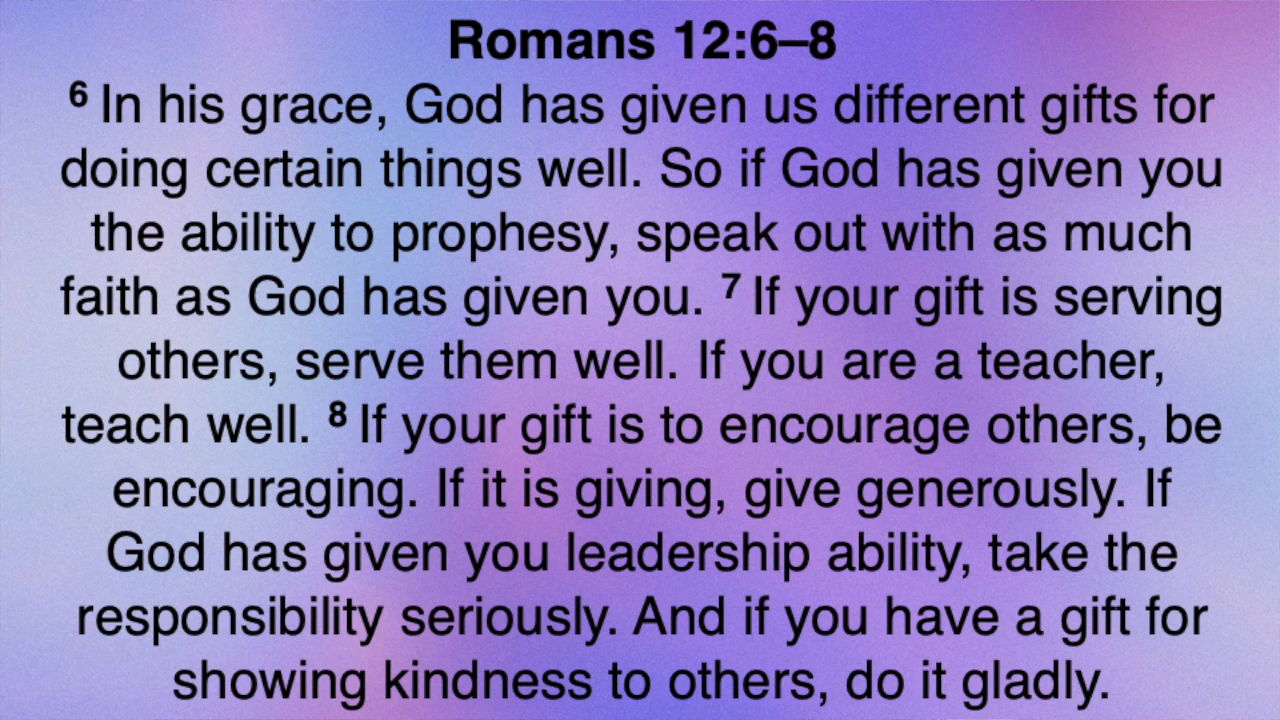 Romans 12:6–8
6 In his grace, God has given us different gifts for
doing certain things well. So if God has given you
the ability to prophesy, speak out with as much
faith as God has given you. 7 If your gift is serving
others, serve them well. If you are a teacher,
teach well. 8 If your gift is to encourage others, be
encouraging. If it is giving, give generously. If
God has given you leadership ability, take the
responsibility seriously. And if you have a gift for
showing kindness to others, do it gladly.